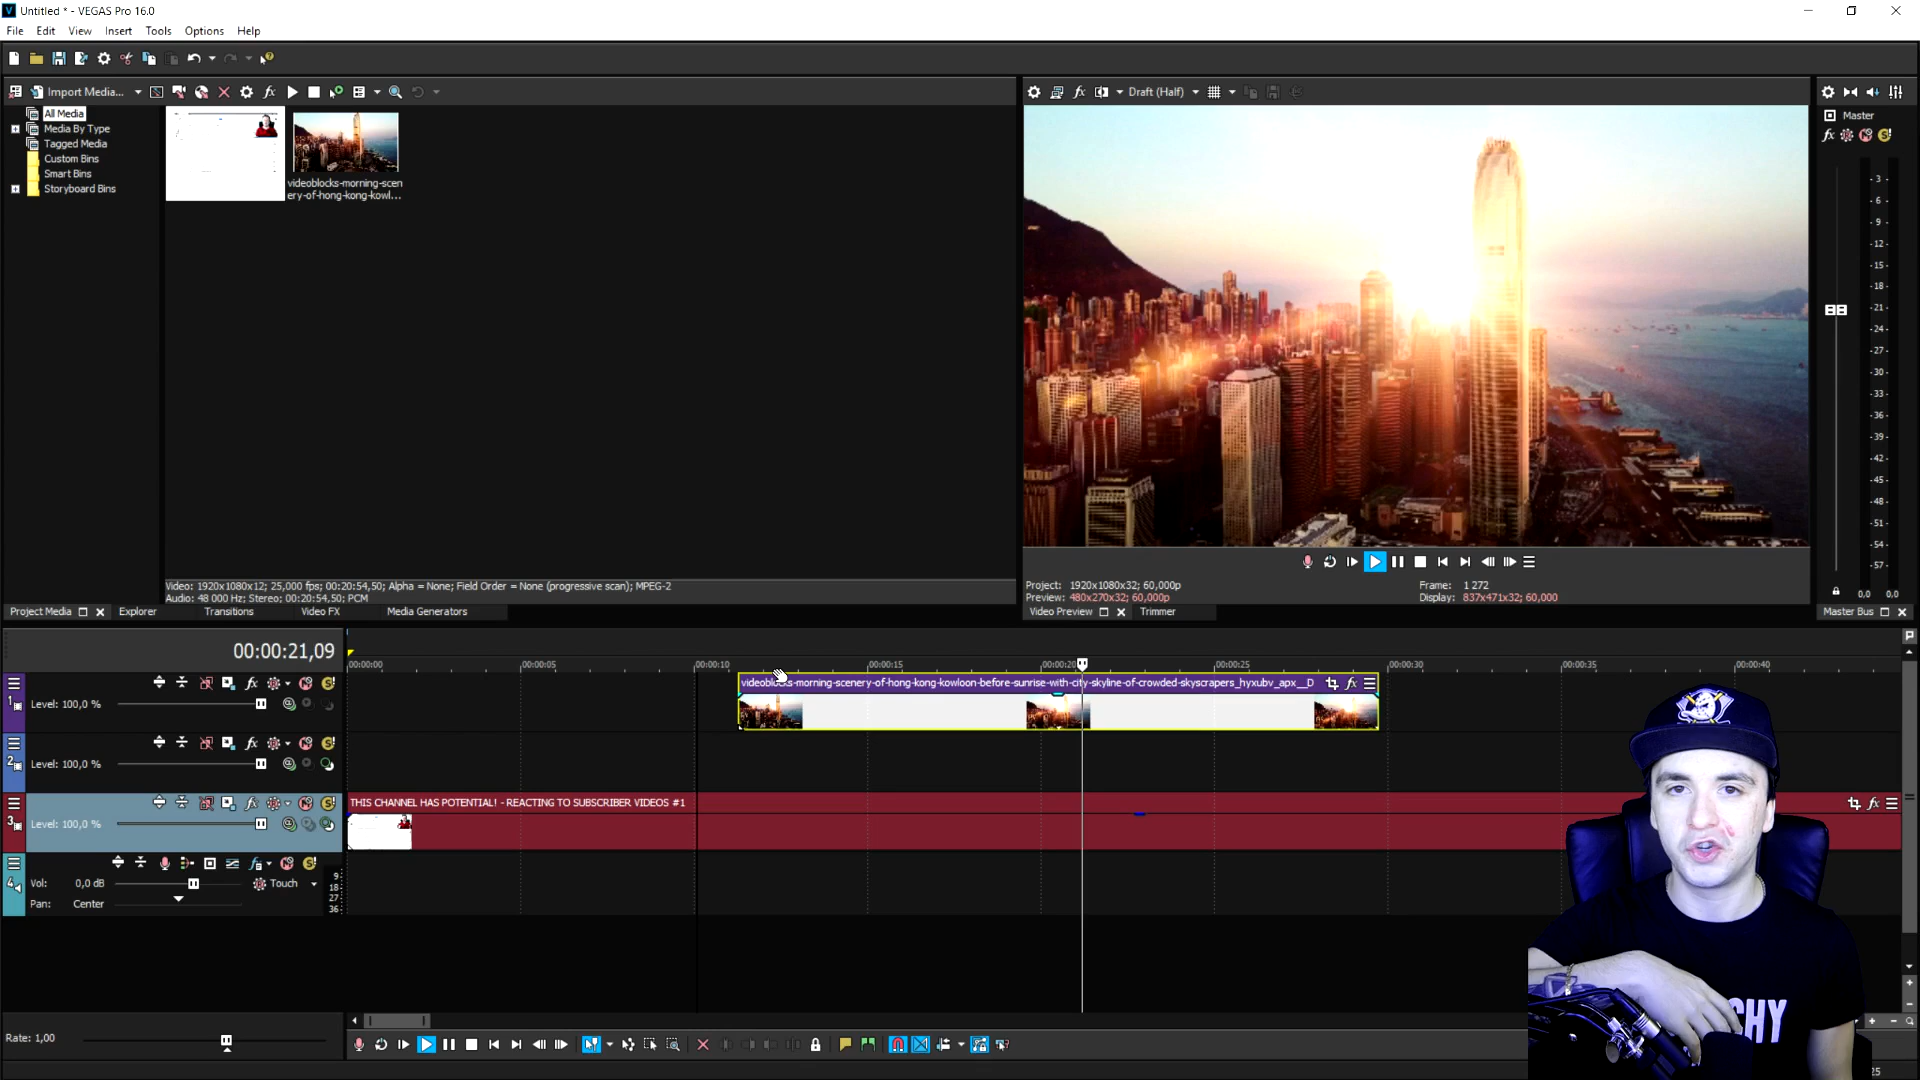 Untitled * - VEGAS Pro 16.0
File Edit View Insert Tools Options Help
Import Media...
Draft (Half)
All Media
Media By Type
Tagged Media
Custom Bins
Smart Bins
Storyboard Bins
videoblocks-morning-scen
ery-of-hong-kong-kowl...
Master
- 3 -
- 6 -
- 9 -
- 12 -
- 15 -
- 18 -
- 21 -
- 24 -
- 27 -
- 30 -
- 33 -
- 36 -
- 39 -
- 42 -
- 45 -
- 48 -
- 51 -
- 54 -
- 57 -
0,0 0,0
Video: 1920x1080x12; 25,000 fps; 00:20:54,50; Alpha = None; Field Order = None (progressive scan); MPEG-2
Audio: 48 000 Hz; Stereo; 00:20:54,50; PCM
Project: 1920x1080x32; 60,000p
Preview: 480x270x32; 60,000p
Frame: 1 272
Display: 837x471x32; 60,000
Project Media Explorer Transitions Video FX Media Generators
Video Preview Trimmer
Master Bus
00:00:21,09
00:00:00 00:00:05 00:00:10 00:00:15 00:00:20 00:00:25 00:00:30 00:00:35 00:00:40
videoblocks-morning-scenery-of-hong-kong-kowloon-before-sunrise-with-city-skyline-of-crowded-skyscrapers_hyxubv_apx__D
1
Level: 100,0 %
2
Level: 100,0 %
THIS CHANNEL HAS POTENTIAL! - REACTING TO SUBSCRIBER VIDEOS #1
3
Level: 100,0 %
4
Vol: 0,0 dB Touch
Pan: Center
9
18
27
36
CHY
Rate: 1,00